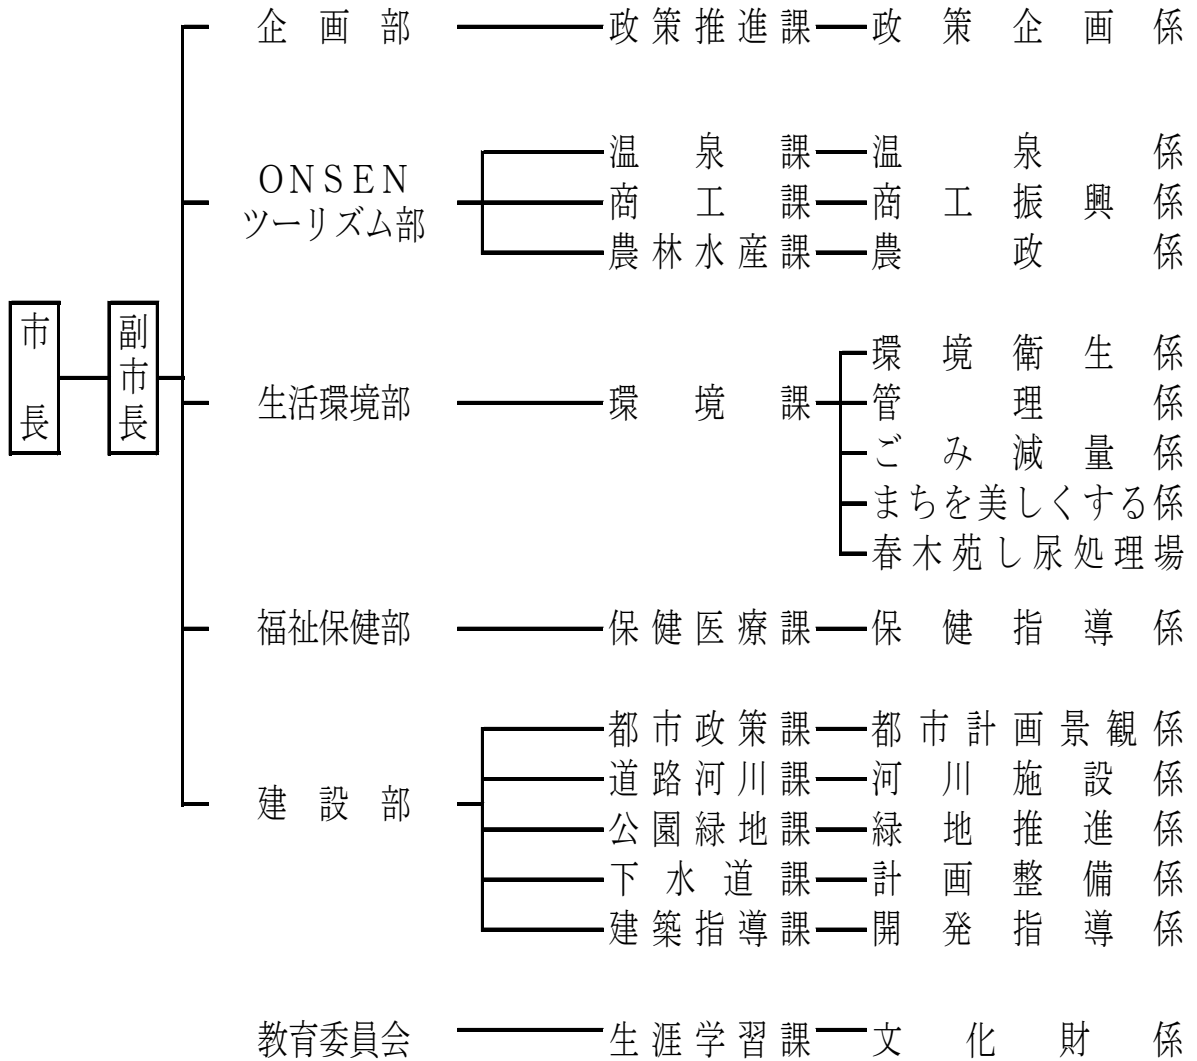 企画部 政策推進課 政策企画係
温泉課 温泉係
ONSEN
ツーリズム部
商工課 商工振興係
農林水産課 農政係
市長
副市長
環境衛生係
生活環境部 環境課 管理係
ごみ減量係
まちを美しくする係
春木苑し尿処理場
福祉保健部 保健医療課 保健指導係
都市政策課 都市計画景観係
道路河川課 河川施設係
建設部
公園緑地課 緑地推進係
下水道課 計画整備係
建築指導課 開発指導係
教育委員会 生涯学習課 文化財係